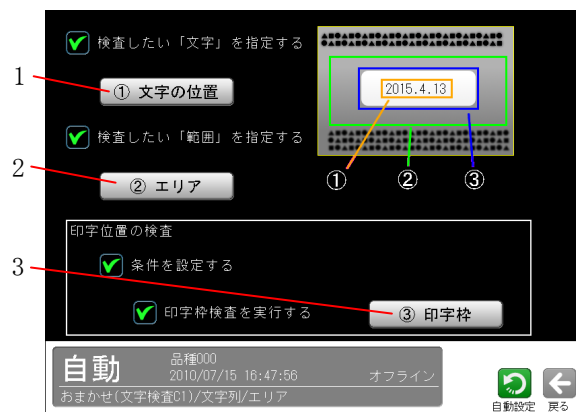 検査したい「文字」を指定する
1
① 文字の位置
2015.4.13
検査したい「範囲」を指定する
2
② エリア
① ② ③
印字位置の検査
3
条件を設定する
印字枠検査を実行する
③ 印字枠
自動
品種000
2010/07/15 16:47:56
オフライン
おまかせ(文字検査C1)/文字列/エリア
自動設定
戻る